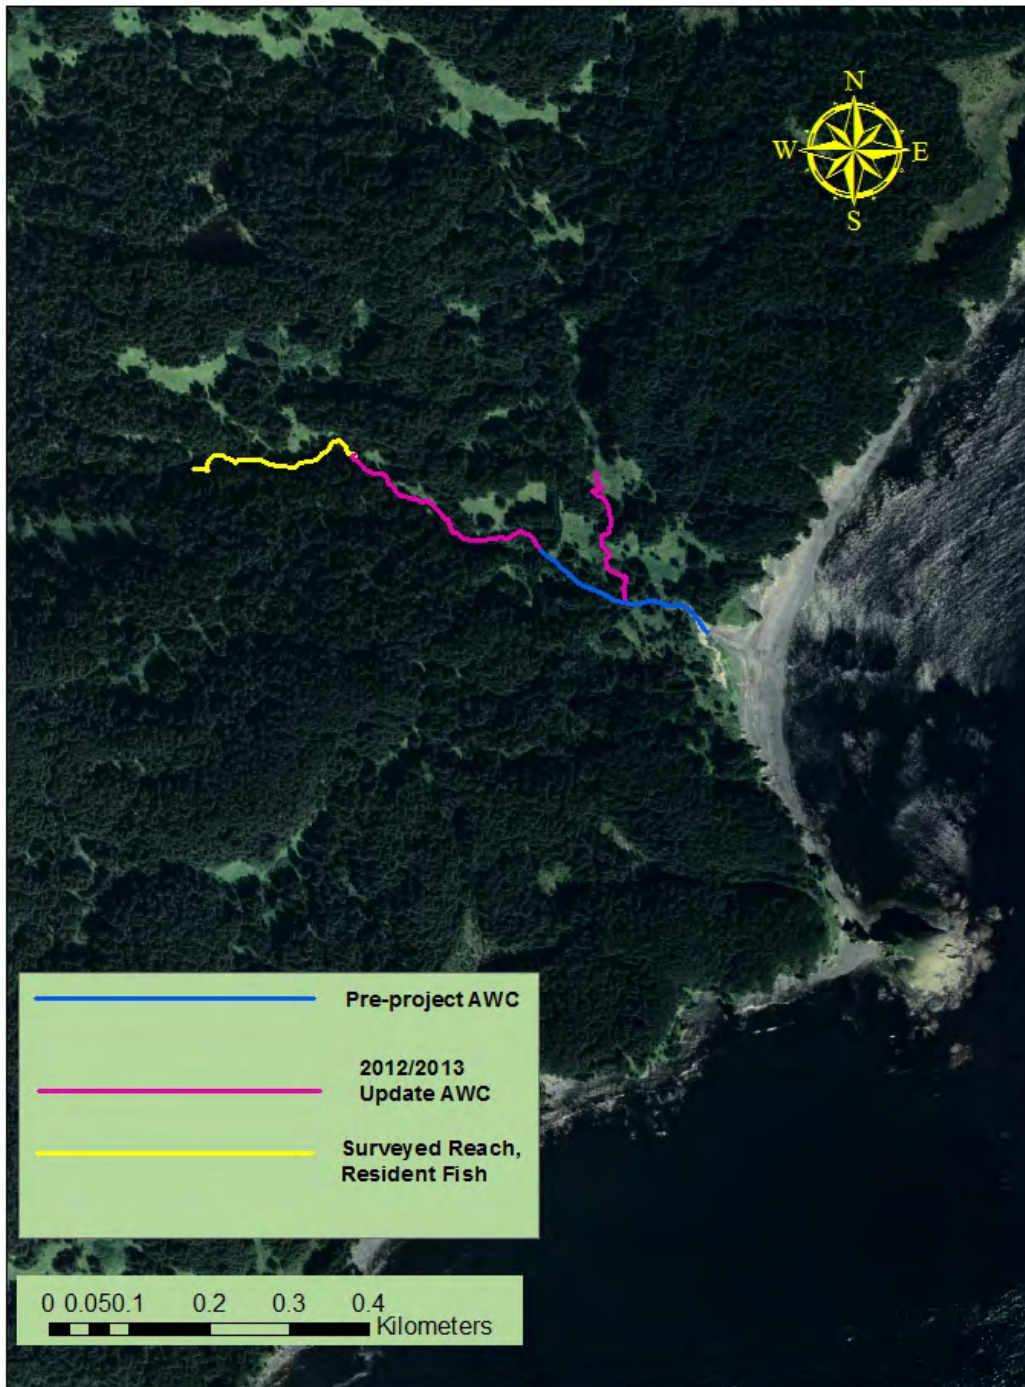 N
W E
S
Pre-project AWC
2012/2013
Update AWC
Surveyed Reach,
Resident Fish
0 0.050.1 0.2 0.3 0.4
Kilometers